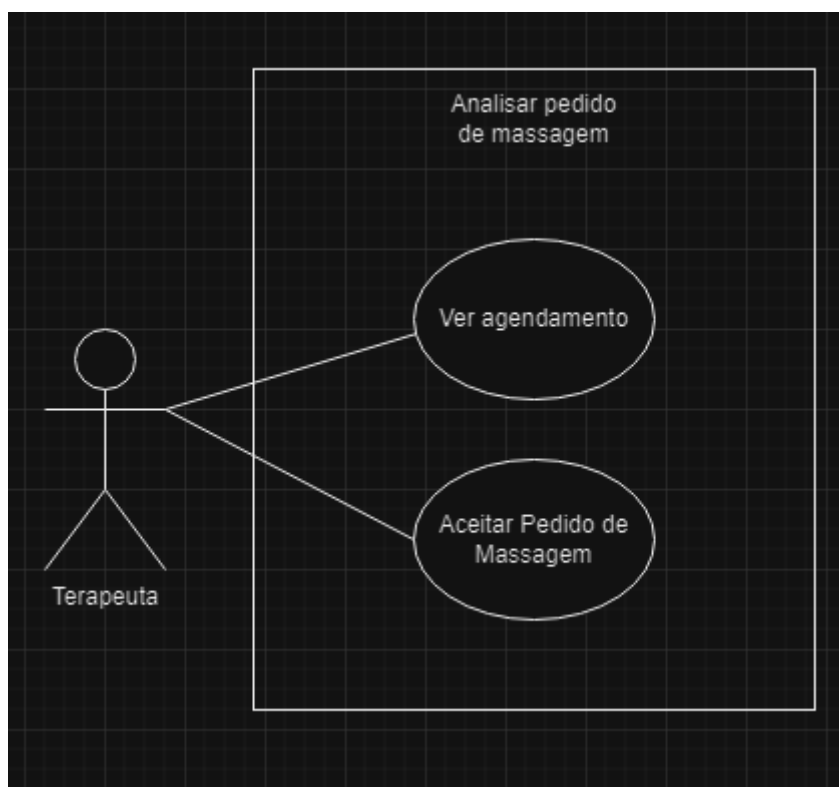 Analisar pedido
de massagem
Ver agendamento
Aceitar Pedido de
Massagem
Terapeuta